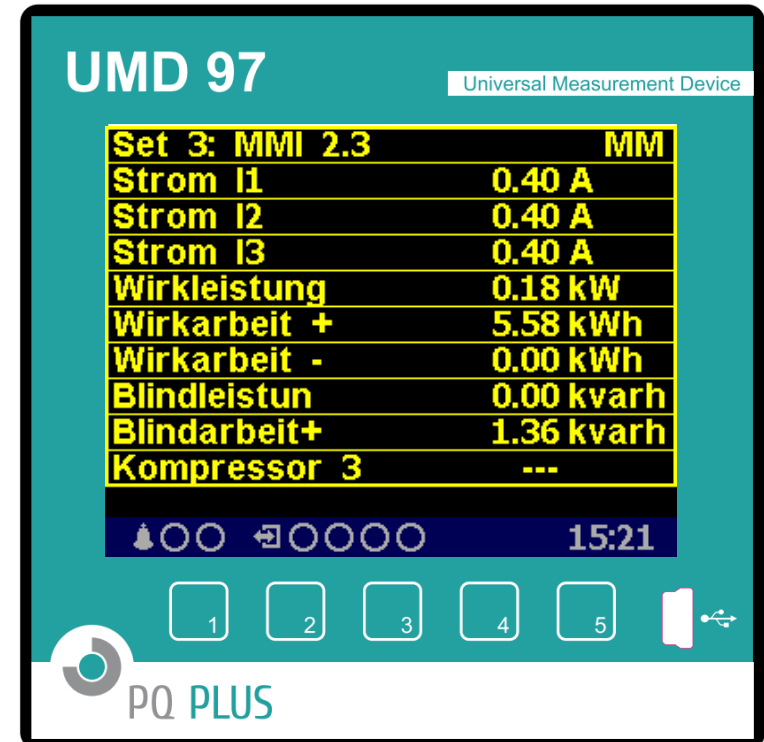 UMD 97
Universal Measurement Device
Set 3: MMI 2.3 MM
Strom I1 0.40 A
Strom I2 0.40 A
Strom I3 0.40 A
Wirkleistung 0.18 kW
Wirkarbeit + 5.58 kWh
Wirkarbeit - 0.00 kWh
Blindleistun 0.00 kvarh
Blindarbeit+ 1.36 kvarh
Kompressor 3 ---
15:21
1 2 3 4 5
PQ PLUS